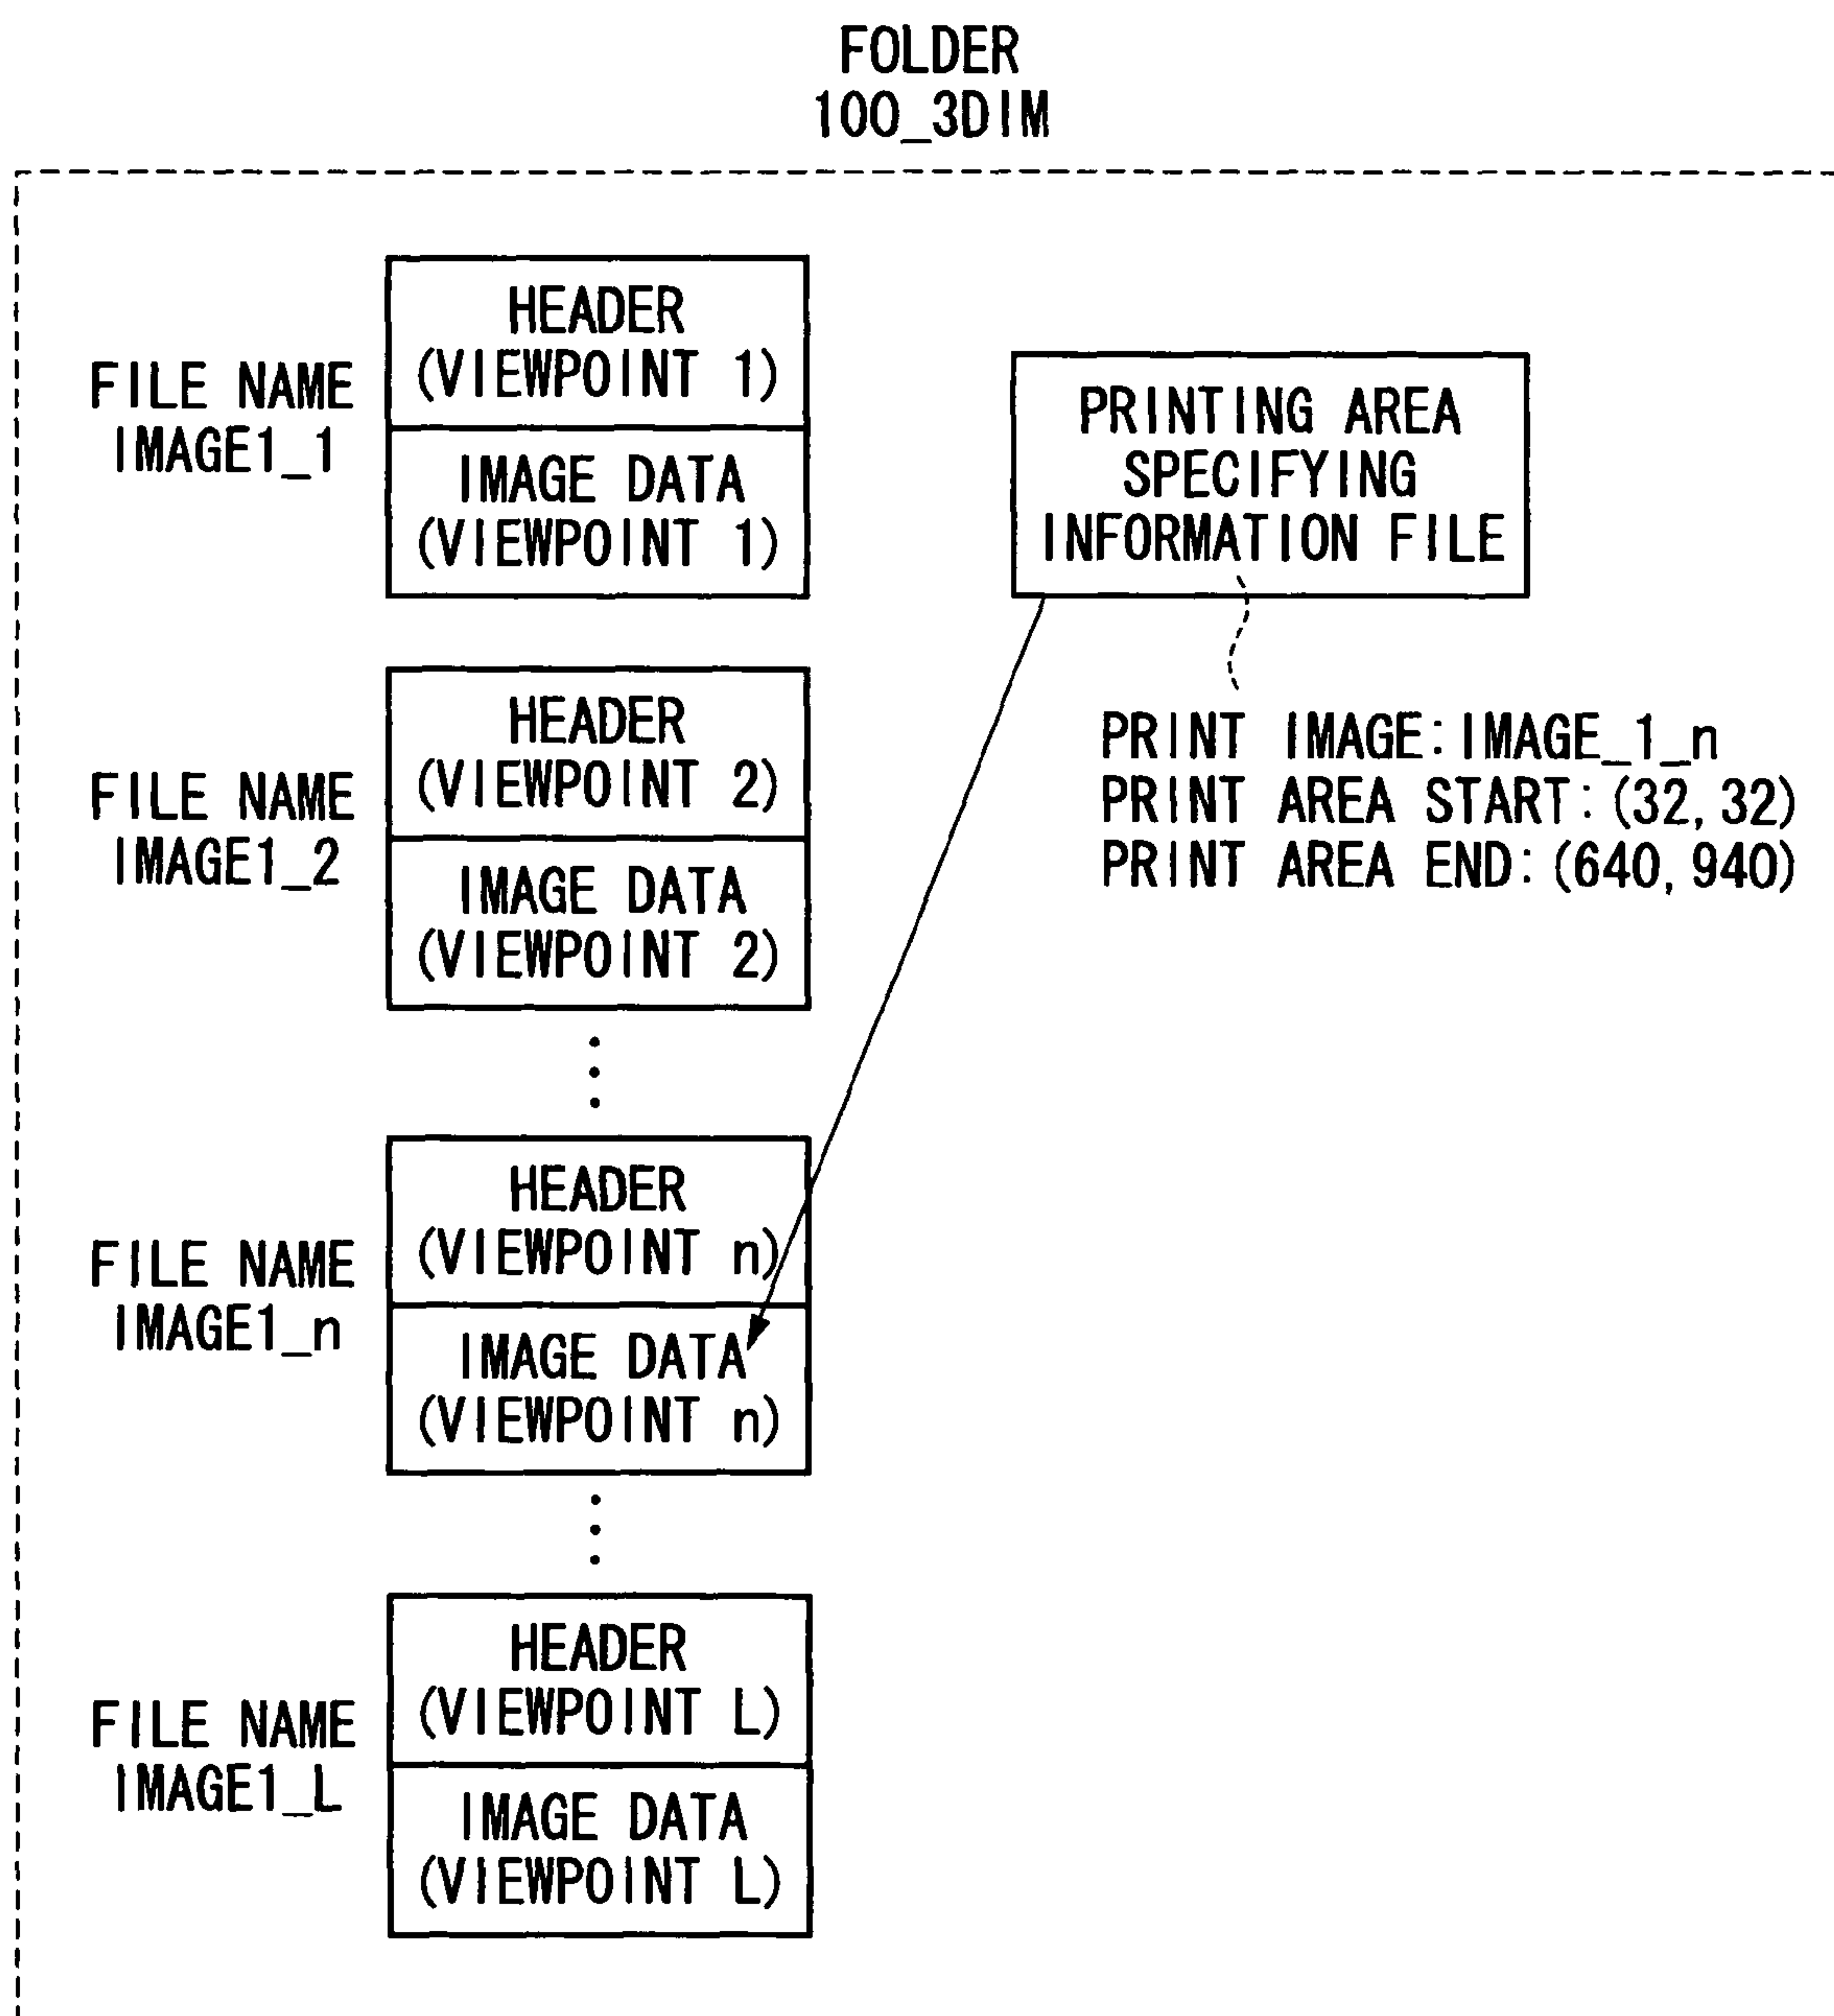 FOLDER
100_3DIM
FILE NAME
IMAGE1_1
HEADER
(VIEWPOINT 1)
IMAGE DATA
(VIEWPOINT 1)
PRINTING AREA
SPECIFYING
INFORMATION FILE
PRINT IMAGE:IMAGE_1_n
PRINT AREA START:(32,32)
PRINT AREA END:(640,940)
FILE NAME
IMAGE1_2
HEADER
(VIEWPOINT 2)
IMAGE DATA
(VIEWPOINT 2)
FILE NAME
IMAGE1_n
HEADER
(VIEWPOINT n)
IMAGE DATA
(VIEWPOINT n)
FILE NAME
IMAGE1_L
HEADER
(VIEWPOINT L)
IMAGE DATA
(VIEWPOINT L)